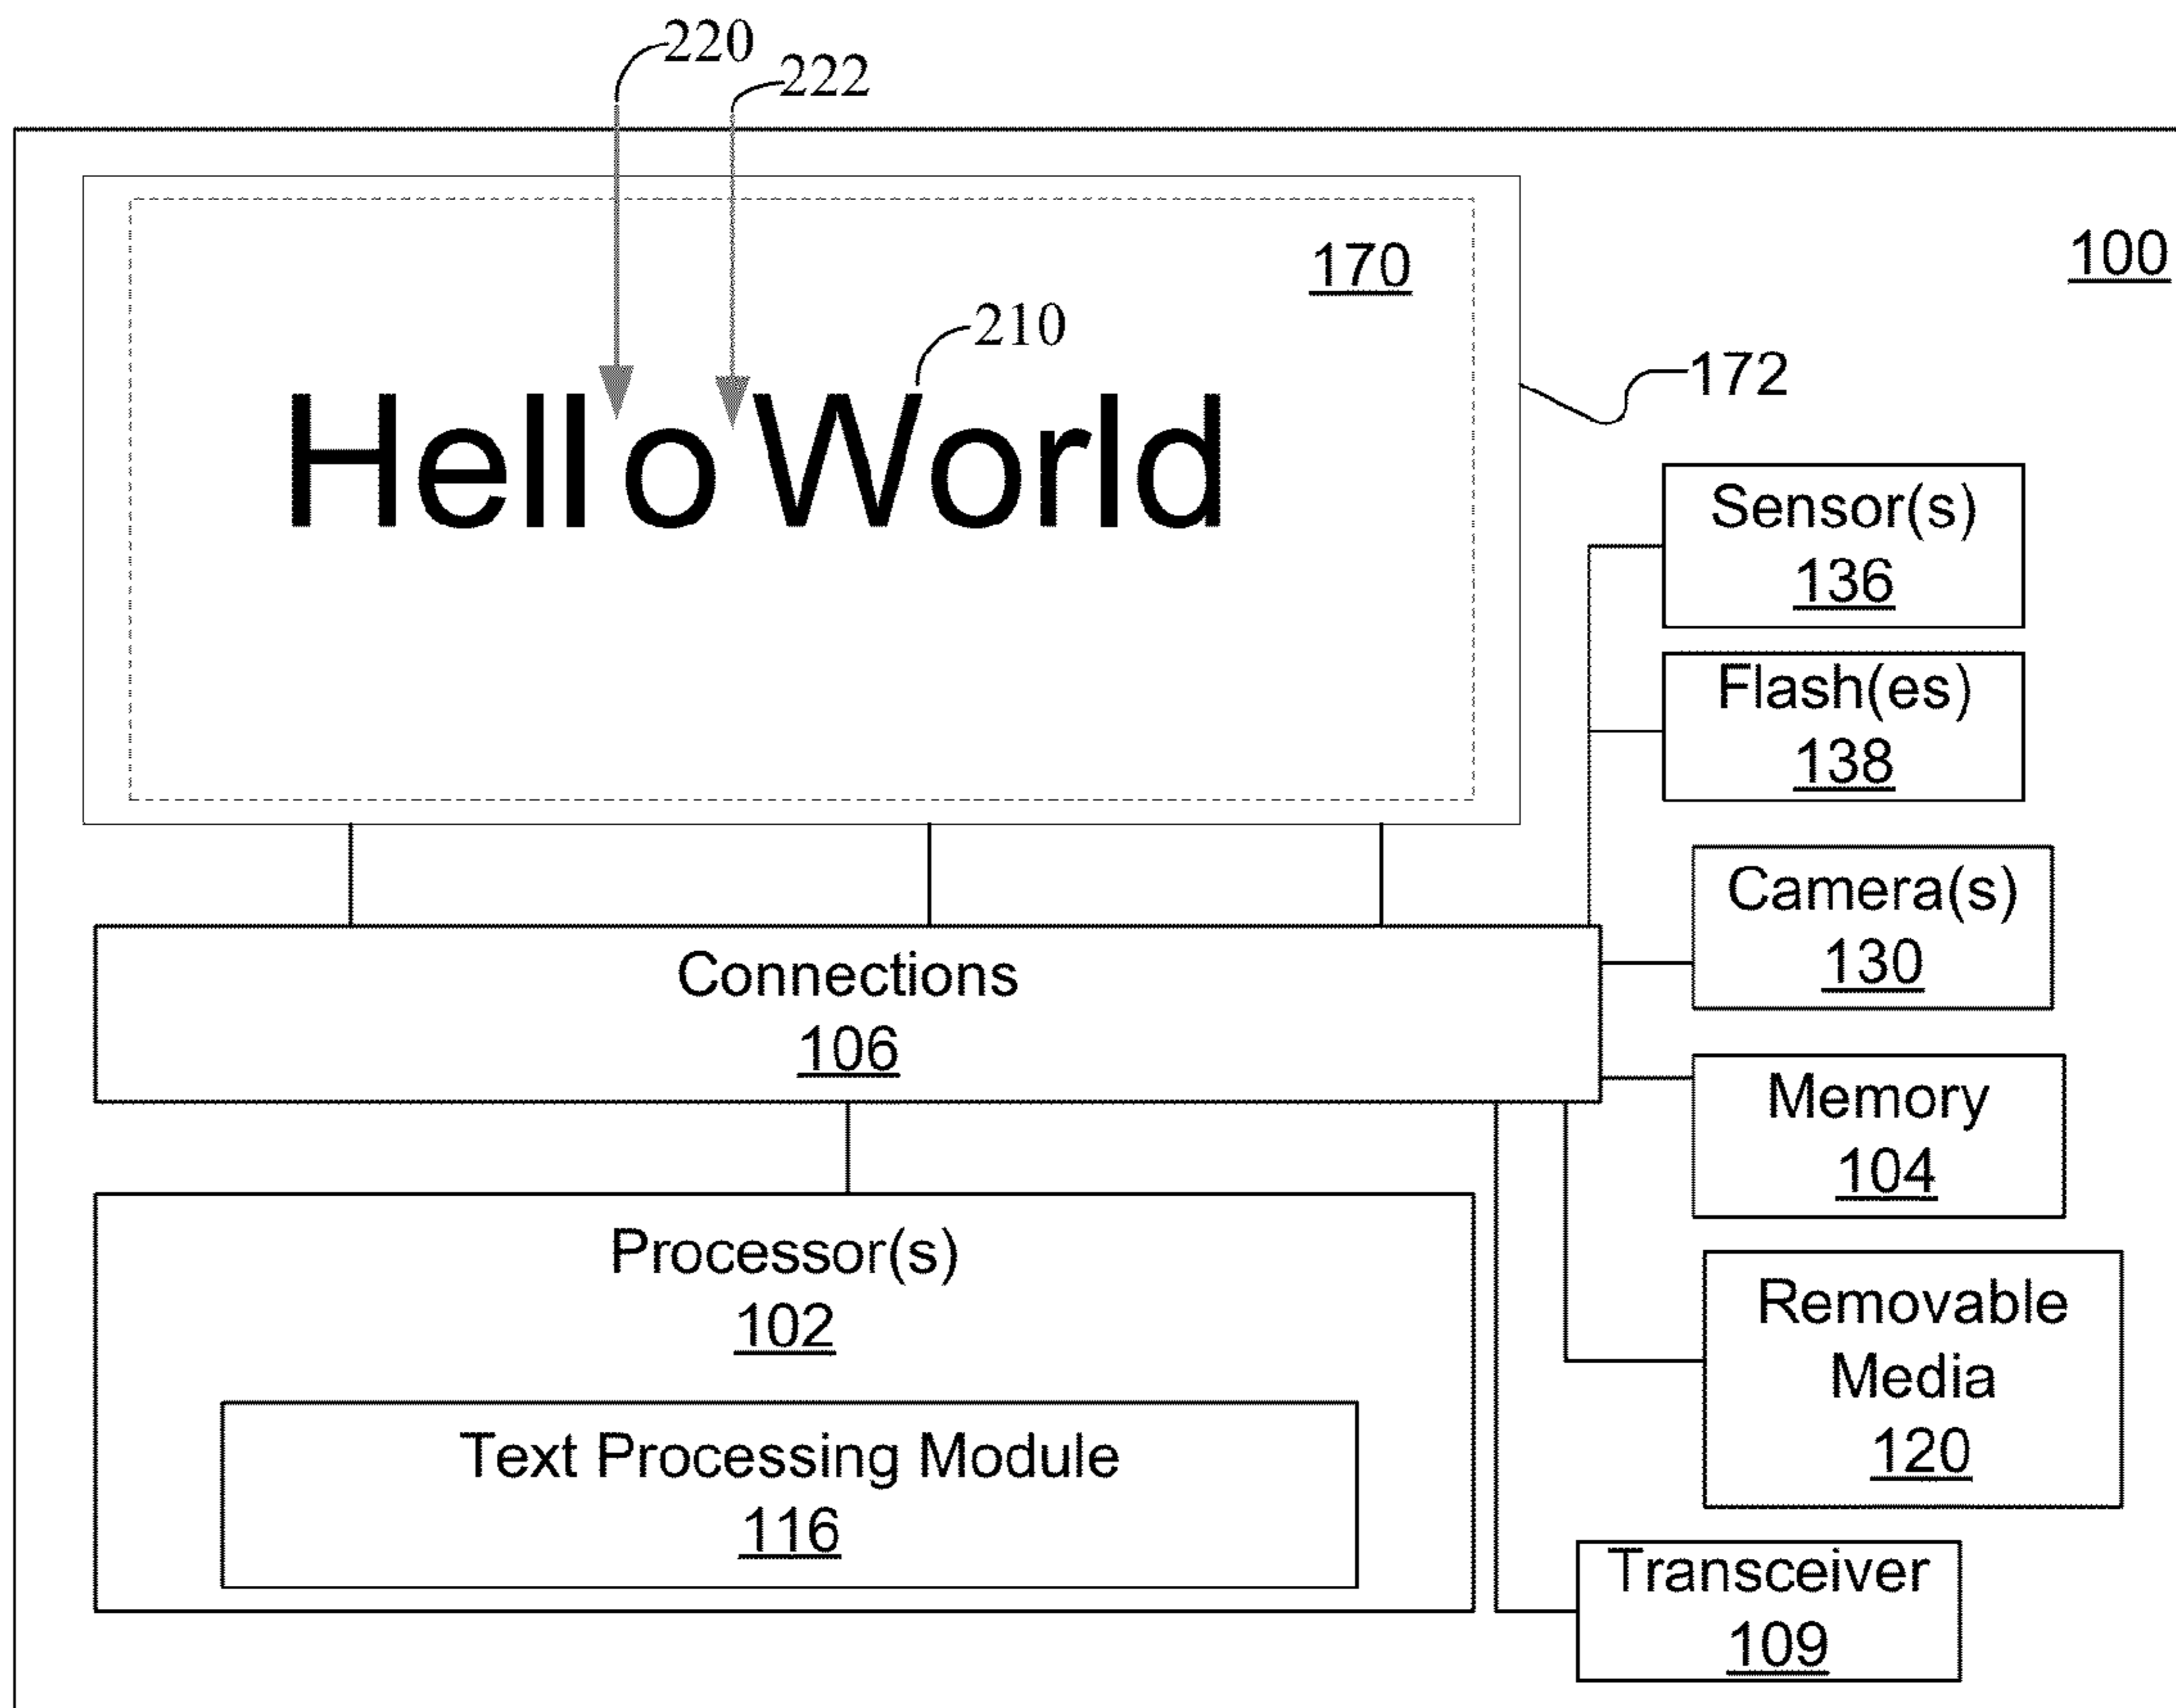 220
222
100
170
210
172
Hello World
Sensor(s)
136
Flash(es)
138
Camera(s)
130
Connections
106
Memory
104
Processor(s)
102
Removable
Media
120
Text Processing Module
116
Transceiver
109